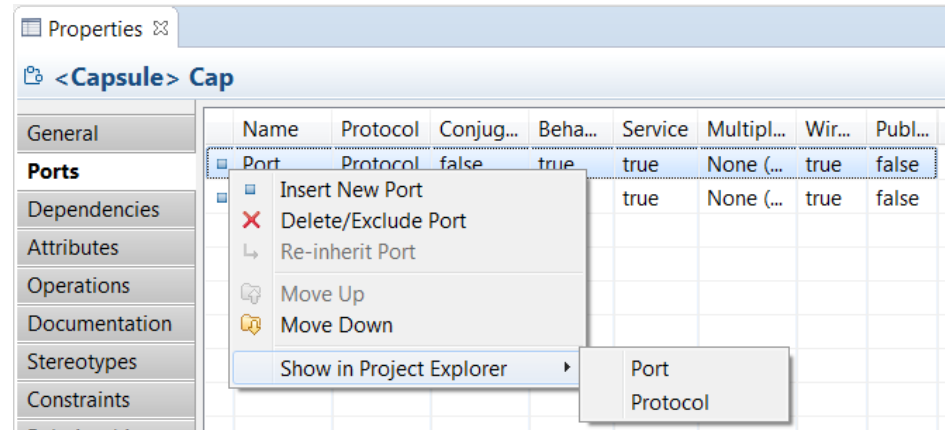 Properties
<Capsule> Cap
General
Ports
Dependencies
Attributes
Operations
Documentation
Stereotypes
Constraints
Name Protocol Conjug... Beha... Service Multipl... Wir... Publ...
Port Protocol false true true None (... true false
true None (... true false
Insert New Port
Delete/Exclude Port
Re-inherit Port
Move Up
Move Down
Show in Project Explorer
Port
Protocol